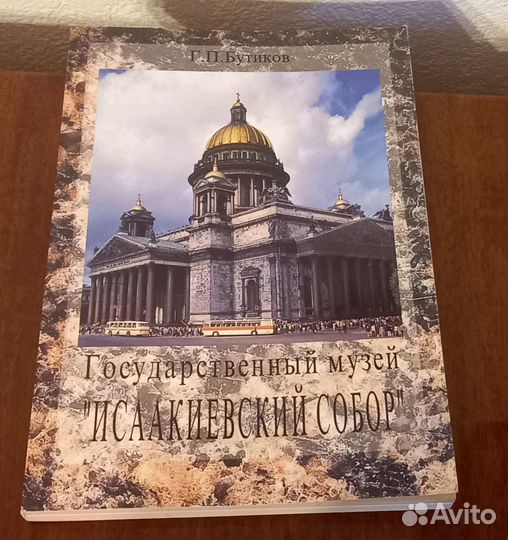 Г.П.Бутиков
Государственный музей
"ИСААКИЕВСКИЙ СОБОР"
Avito